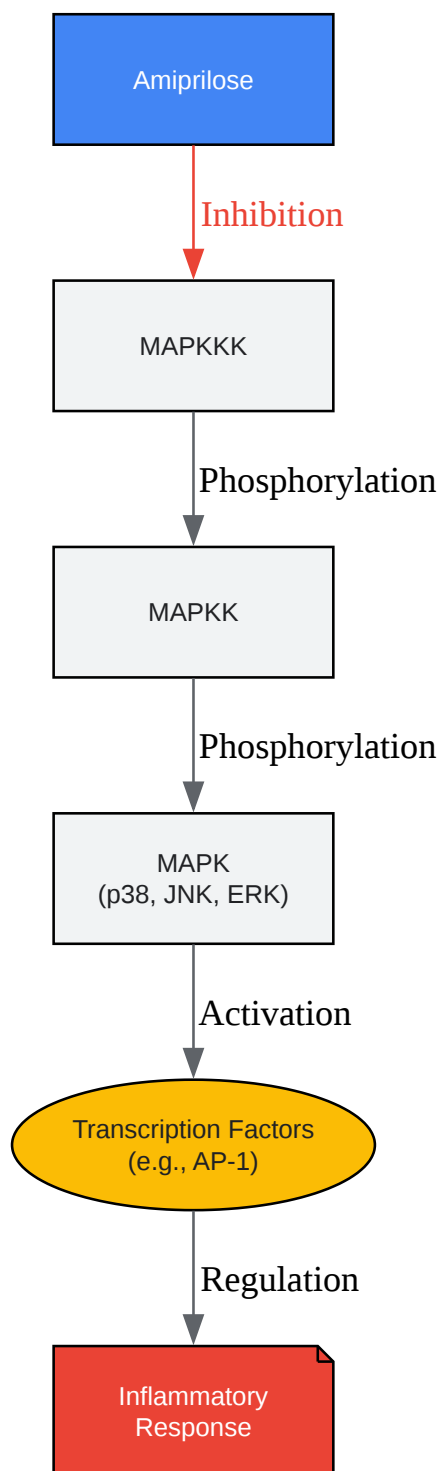 Amiprilose
Inhibition
MAPKKK
Phosphorylation
MAPKK
Phosphorylation
MAPK
(p38, JNK, ERK)
Activation
Transcription Factors
(e.g., AP-1)
Regulation
Inflammatory
Response